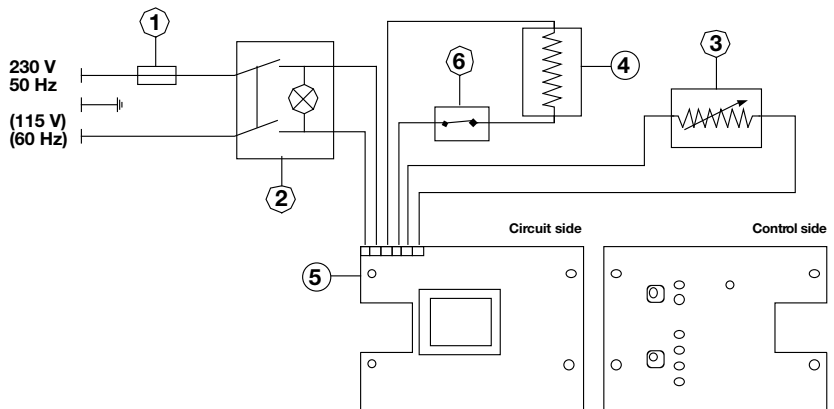 1
6
3
230 V
50 Hz
4
(115 V)
(60 Hz)
2
Circuit side
Control side
5